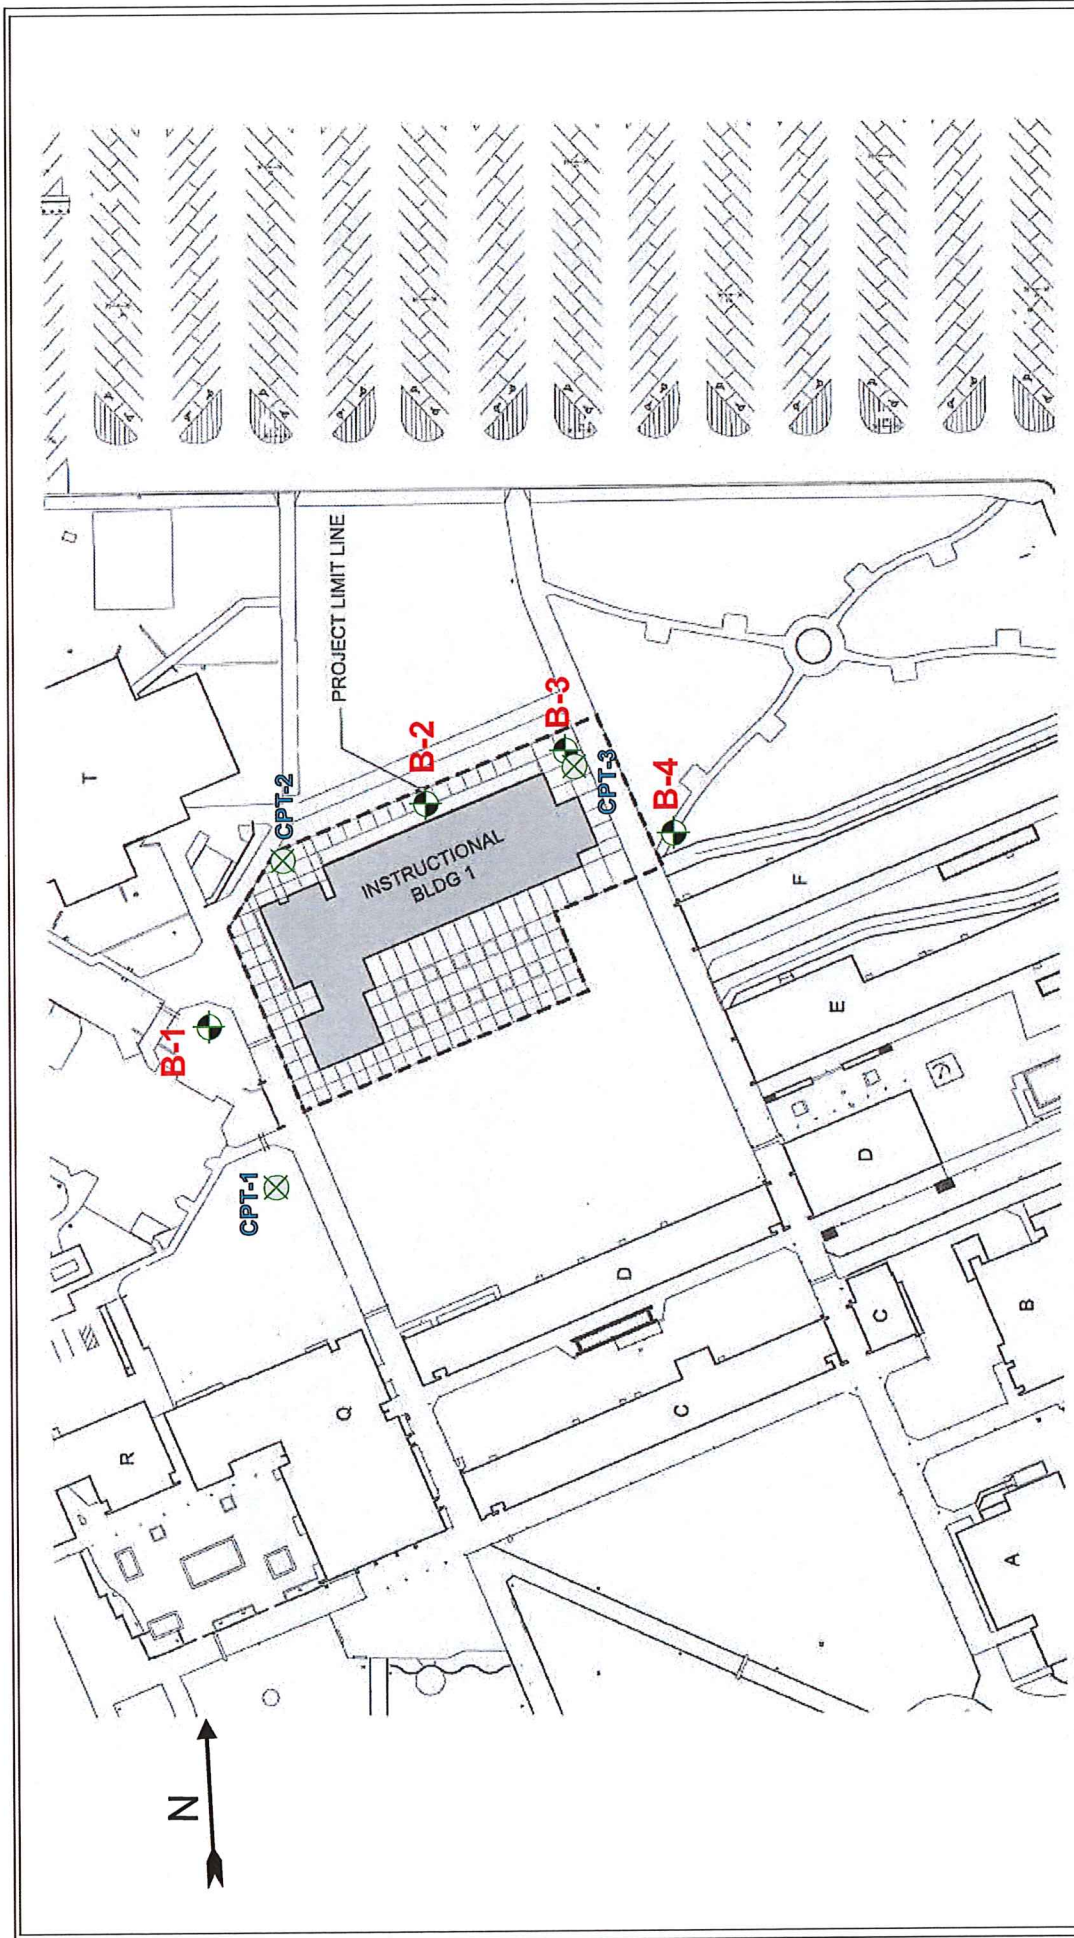 T
PROJECT LIMIT LINE
CPT-2
B-2
B-3
CPT-3
B-4
INSTRUCTIONAL
BLDG 1
B-1
CPT-1
F
E
D
D
C
C
B
A
Q
R
N